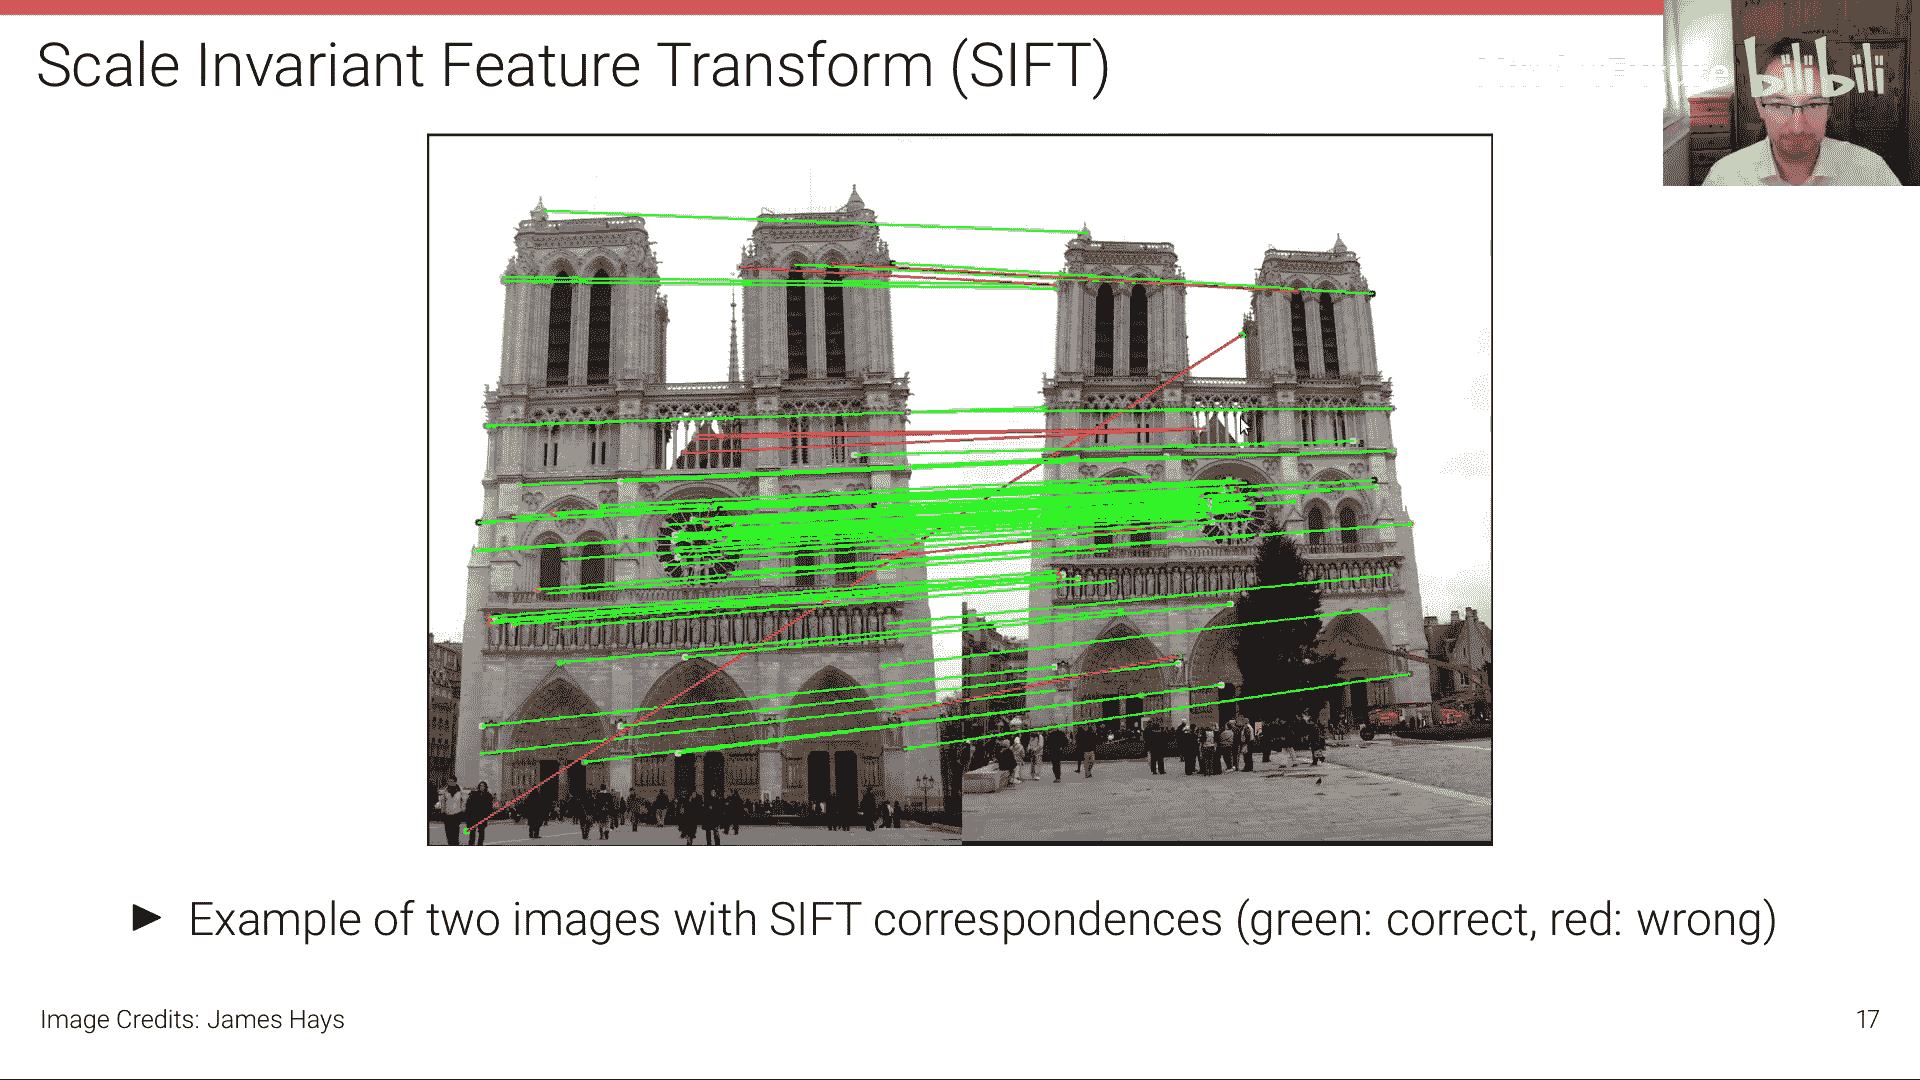 Scale Invariant Feature Transform (SIFT)
bilibili
► Example of two images with SIFT correspondences (green: correct, red: wrong)
Image Credits: James Hays
17